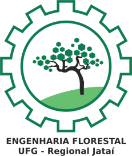 ENGENHARIA FLORESTAL
UFG - Regional Jataí